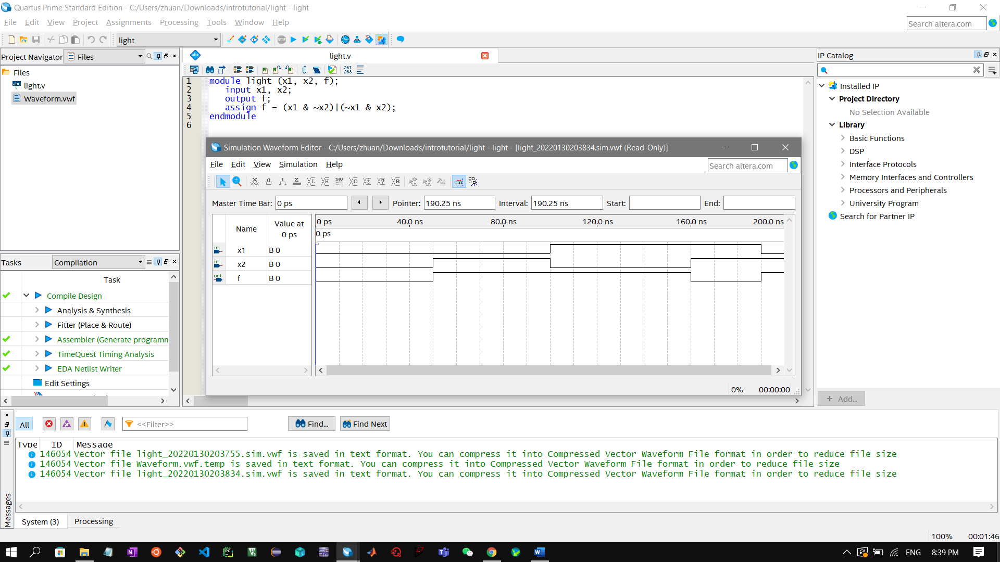 Quartus Prime Standard Edition - C:/Users/zhuan/Downloads/introtutorial/light - light
File Edit View Project Assignments Processing Tools Window Help
Search altera.com
light
Project Navigator Files
Files
light.v
Waveform.vwf
light.v
267
268
1 module light (x1, x2, f);
2 input x1, x2;
3 output f;
4 assign f = (x1 & ~x2)|(~x1 & x2);
5 endmodule
6
Simulation Waveform Editor - C:/Users/zhuan/Downloads/introtutorial/light - light - [light_20220130203834.sim.vwf (Read-Only)]
File Edit View Simulation Help
Search altera.com
Master Time Bar: 0 ps Pointer: 190.25 ns Interval: 190.25 ns Start: End:
Name Value at 0 ps
0 ps 40.0 ns 80.0 ns 120.0 ns 160.0 ns 200.0 ns
0 ps
in x1 B 0
in x2 B 0
out f B 0
0% 00:00:00
IP Catalog
Installed IP
Project Directory
No Selection Available
Library
Basic Functions
DSP
Interface Protocols
Memory Interfaces and Controllers
Processors and Peripherals
University Program
Search for Partner IP
+ Add...
Tasks Compilation
Task
Compile Design
Analysis & Synthesis
Fitter (Place & Route)
Assembler (Generate programm
TimeQuest Timing Analysis
EDA Netlist Writer
Edit Settings
All <<Filter>> Find... Find Next
Type ID Message
146054 Vector file light_20220130203755.sim.vwf is saved in text format. You can compress it into Compressed Vector Waveform File format in order to reduce file size
146054 Vector file Waveform.vwf.temp is saved in text format. You can compress it into Compressed Vector Waveform File format in order to reduce file size
146054 Vector file light_20220130203834.sim.vwf is saved in text format. You can compress it into Compressed Vector Waveform File format in order to reduce file size
Messages
System (3) Processing
100% 00:01:46
ENG 8:39 PM